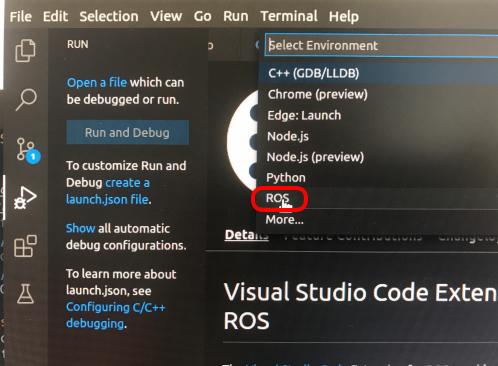 File Edit Selection View Go Run Terminal Help
RUN
Select Environment
Open a file which can
be debugged or run.
Run and Debug
To customize Run and
Debug create a
launch.json file.
Show all automatic
debug configurations.
To learn more about
launch.json, see
Configuring C/C++
debugging.
1
C++ (GDB/LLDB)
Chrome (preview)
Edge: Launch
Node.js
Node.js (preview)
Python
ROS
More...
Details Feature Contributions
Visual Studio Code Exten
ROS